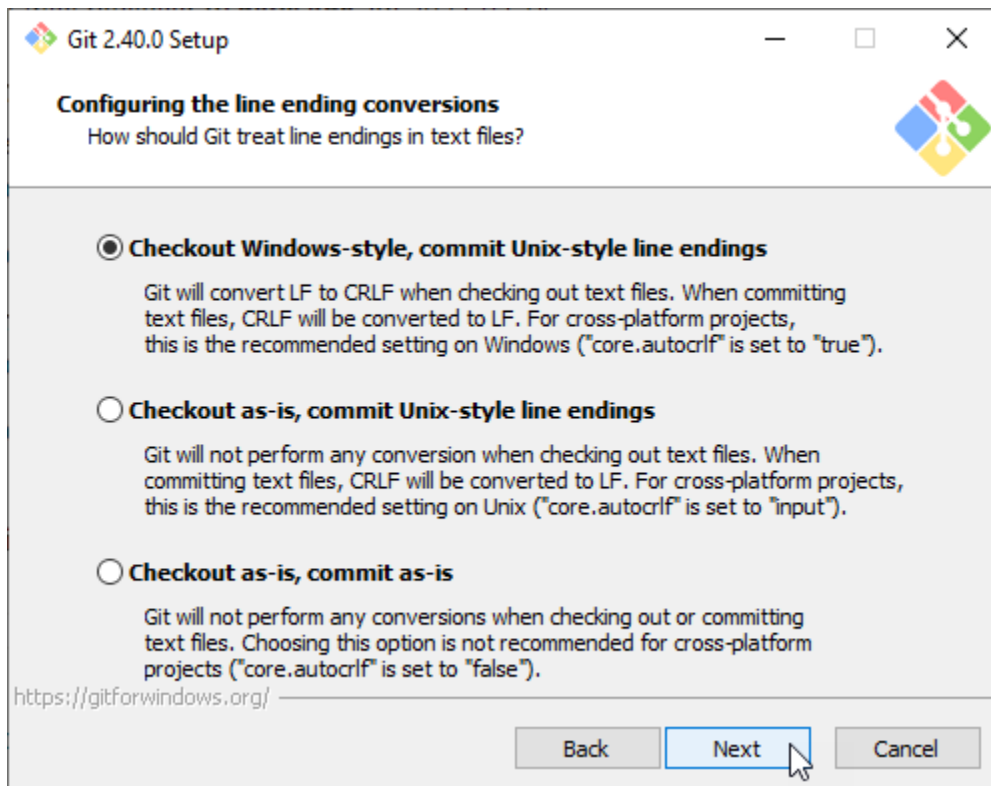 Git 2.40.0 Setup
Configuring the line ending conversions
How should Git treat line endings in text files?
Checkout Windows-style, commit Unix-style line endings
Git will convert LF to CRLF when checking out text files. When committing
text files, CRLF will be converted to LF. For cross-platform projects,
this is the recommended setting on Windows ("core.autocrlf" is set to "true").
Checkout as-is, commit Unix-style line endings
Git will not perform any conversion when checking out text files. When
committing text files, CRLF will be converted to LF. For cross-platform projects,
this is the recommended setting on Unix ("core.autocrlf" is set to "input").
Checkout as-is, commit as-is
Git will not perform any conversions when checking out or committing
text files. Choosing this option is not recommended for cross-platform
projects ("core.autocrlf" is set to "false").
https://gitforwindows.org/
Back Next Cancel